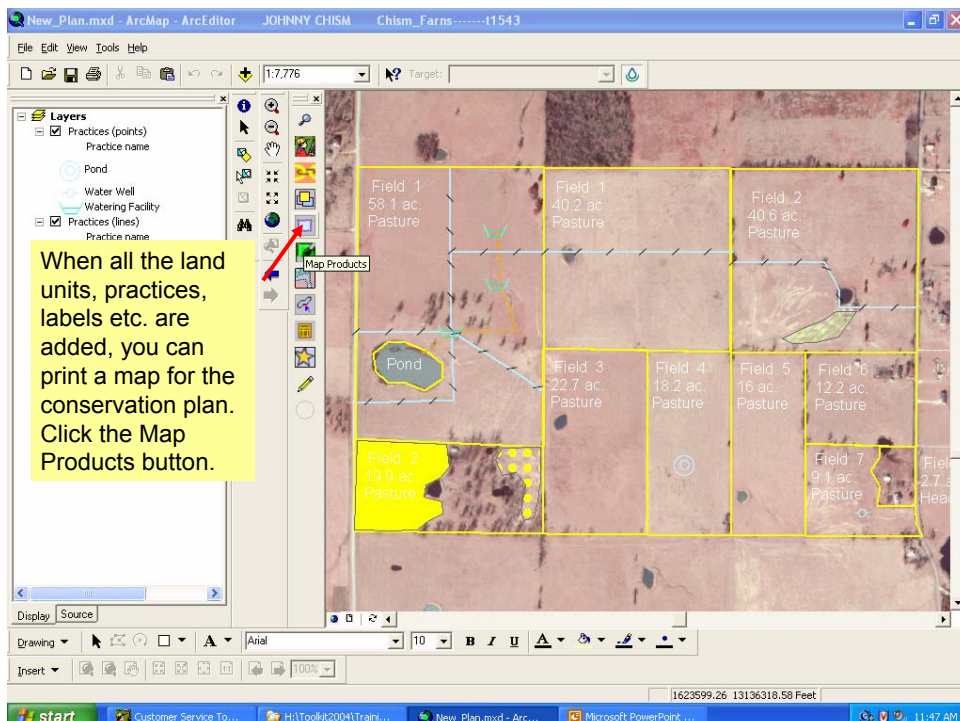 New_Plan.mxd - ArcMap - ArcEditor JOHNNY CHISM Chism_Farns-------t1543
File Edit View Tools Help
1:7,776 Target:
Layers
Practices (points)
Practice name
Pond
Water Well
Watering Facility
Practices (lines)
Practice name
When all the land
units, practices,
labels etc. are
added, you can
print a map for the
conservation plan.
Click the Map
Products button.
Map Products
Field 1
58.1 ac.
Pasture
Field 1
40.2 ac.
Pasture
Field 2
40.6 ac.
Pasture
Pond
Field 3
22.7 ac.
Pasture
Field 4
18.2 ac.
Pasture
Field 5
16 ac.
Pasture
Field 6
12.2 ac.
Pasture
Field 2
19.9 ac.
Pasture
Field 7
9.1 ac.
Pasture
Fiel
2.7 a
Hea
Display Source
Drawing A Arial 10 B I U A
Insert 100%
1623599.26 13136318.58 Feet
start Customer Service To... H:\Toolkit2004\Traini... New_Plan.mxd - Arc... Microsoft PowerPoint ... 11:47 AM